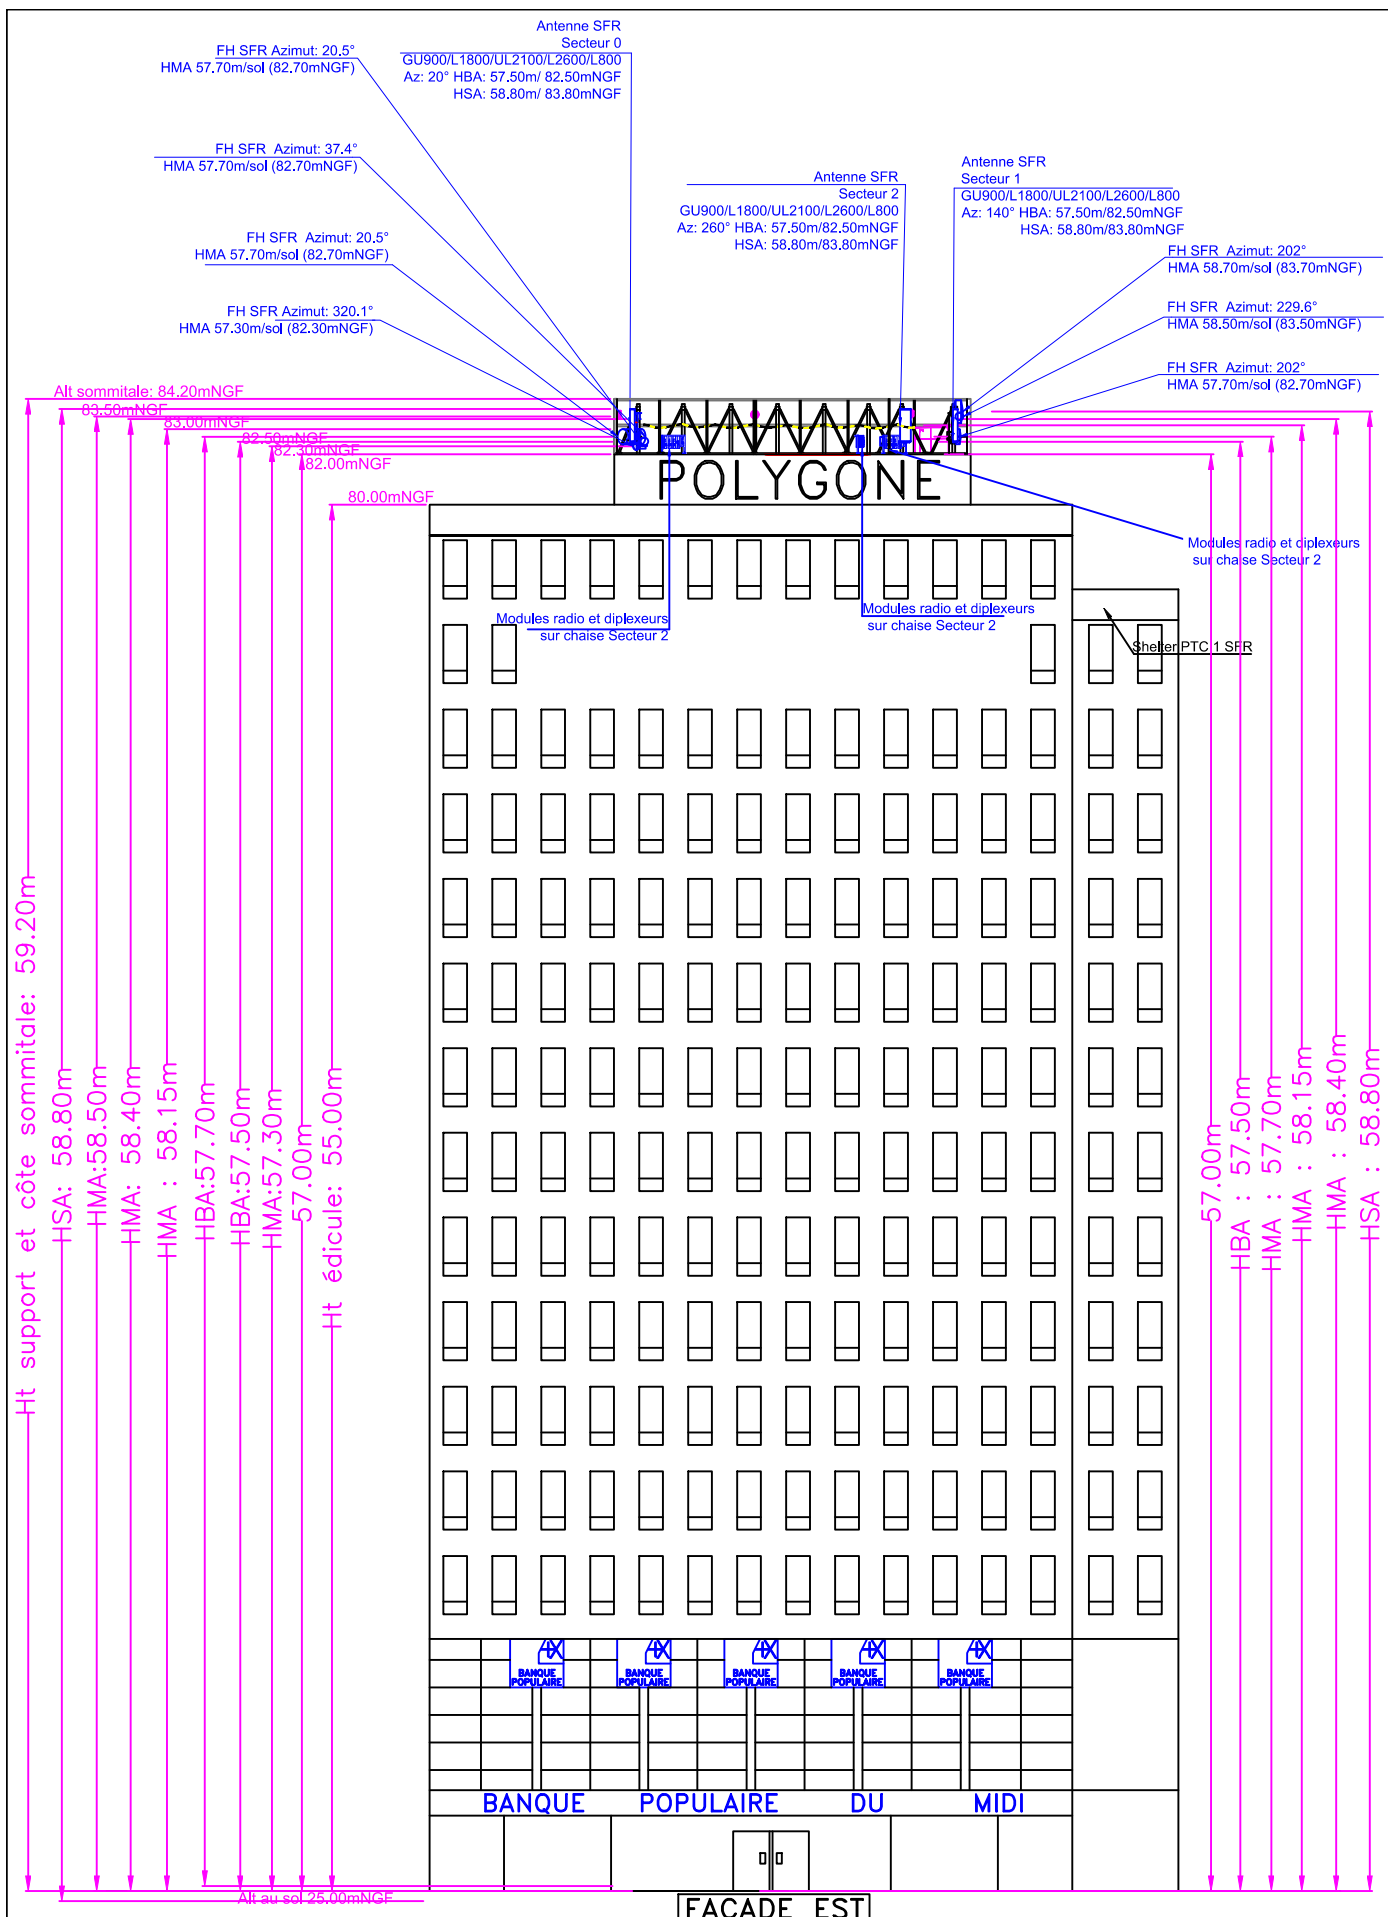 Antenne SFR
Secteur 0
GU900/L1800/UL2100/L2600/L800
Az: 20° HBA: 57.50m/ 82.50mNGF
HSA: 58.80m/ 83.80mNGF
FH SFR Azimut: 20.5°
HMA 57.70m/sol (82.70mNGF)
FH SFR Azimut: 37.4°
HMA 57.70m/sol (82.70mNGF)
FH SFR Azimut: 20.5°
HMA 57.70m/sol (82.70mNGF)
FH SFR Azimut: 320.1°
HMA 57.30m/sol (82.30mNGF)
Antenne SFR
Secteur 2
GU900/L1800/UL2100/L2600/L800
Az: 260° HBA: 57.50m/82.50mNGF
HSA: 58.80m/83.80mNGF
Antenne SFR
Secteur 1
GU900/L1800/UL2100/L2600/L800
Az: 140° HBA: 57.50m/82.50mNGF
HSA: 58.80m/83.80mNGF
FH SFR Azimut: 202°
HMA 58.70m/sol (83.70mNGF)
FH SFR Azimut: 229.6°
HMA 58.50m/sol (83.50mNGF)
FH SFR Azimut: 202°
HMA 57.70m/sol (82.70mNGF)
Alt sommitale: 84.20mNGF
83.50mNGF
83.00mNGF
82.50mNGF
82.30mNGF
82.00mNGF
80.00mNGF
POLYGONE
Modules radio et diplexeurs
sur chaise Secteur 2
Modules radio et diplexeurs
sur chaise Secteur 2
Modules radio et diplexeurs
sur chaise Secteur 2
Shelter PTC 1 SFR
Ht support et côte sommitale: 59.20m
HSA: 58.80m
HMA:58.50m
HMA: 58.40m
HMA : 58.15m
HBA:57.70m
HBA:57.50m
HMA:57.30m
57.00m
Ht édicule: 55.00m
57.00m
HBA : 57.50m
HMA : 57.70m
HMA : 58.15m
HMA : 58.40m
HSA : 58.80m
BANQUE
POPULAIRE
BANQUE
POPULAIRE
BANQUE
POPULAIRE
BANQUE
POPULAIRE
BANQUE
POPULAIRE
BANQUE POPULAIRE DU MIDI
Alt au sol 25.00mNGF
FACADE EST